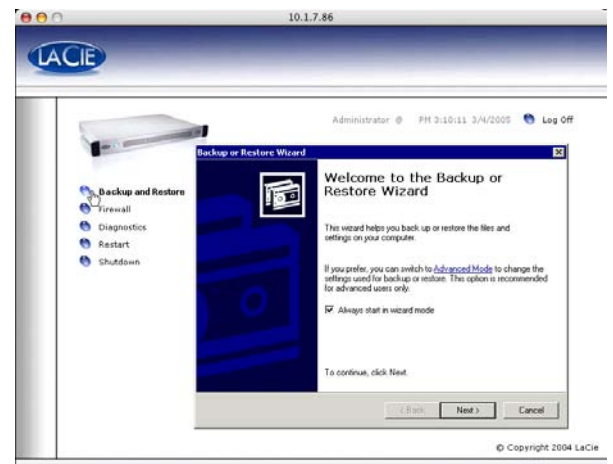 10.1.7.86
LACIE
Administrator @ PM 3:10:11 3/4/2005 Log Off
Backup and Restore
Firewall
Diagnostics
Restart
Shutdown
Backup or Restore Wizard
Welcome to the Backup or
Restore Wizard
This wizard helps you back up or restore the files and
settings on your computer.
If you prefer, you can switch to Advanced Mode to change the
settings used for backup or restore. This option is recommended
for advanced users only.
Always start in wizard mode
To continue, click Next.
< Back Next > Cancel
© Copyright 2004 LaCie